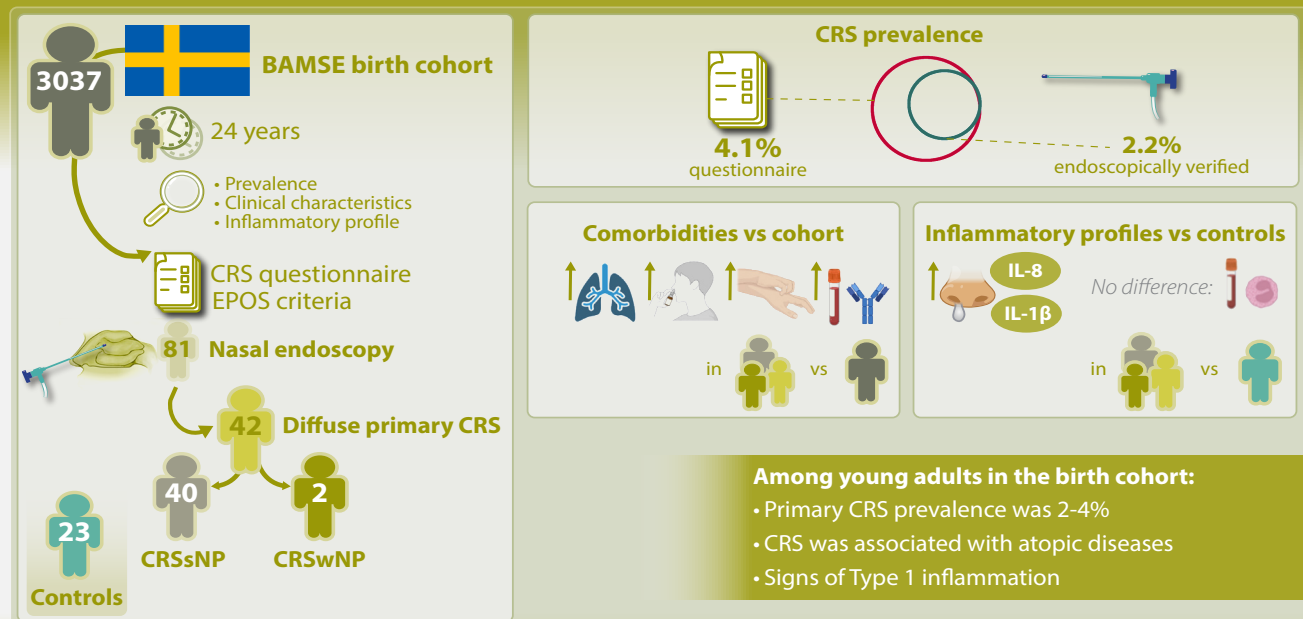 3037
BAMSE birth cohort
24 years
• Prevalence
• Clinical characteristics
• Inflammatory profile
CRS questionnaire
EPOS criteria
81
Nasal endoscopy
42
Diffuse primary CRS
40
2
CRSsNP
CRSwNP
23
Controls
CRS prevalence
4.1%
questionnaire
2.2%
endoscopically verified
Comorbidities vs cohort
in
vs
Inflammatory profiles vs controls
IL-8
IL-1β
No difference:
in
vs
Among young adults in the birth cohort:
• Primary CRS prevalence was 2-4%
• CRS was associated with atopic diseases
• Signs of Type 1 inflammation